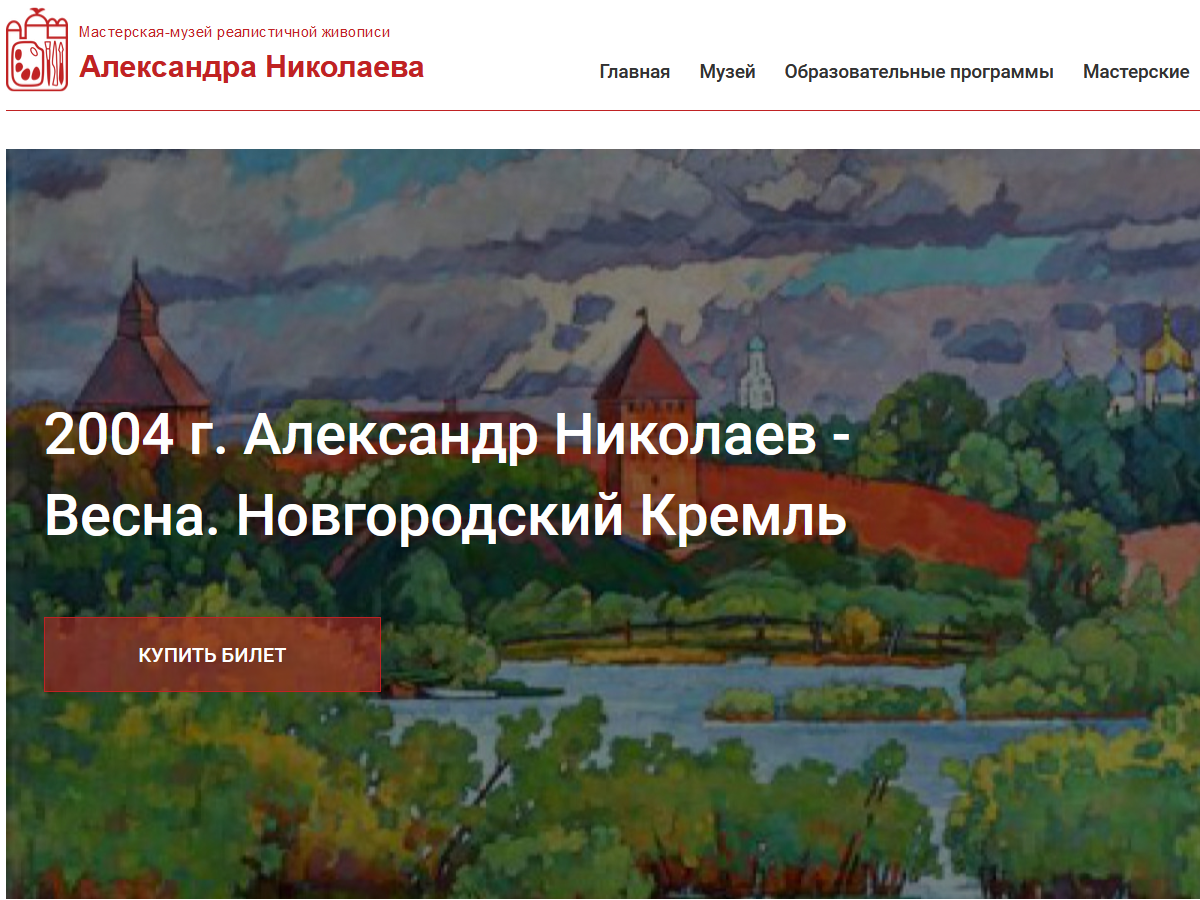 Мастерская-музей реалистичной живописи
Александра Николаева
Главная Музей Образовательные программы Мастерские
2004 г. Александр Николаев -
Весна. Новгородский Кремль
КУПИТЬ БИЛЕТ